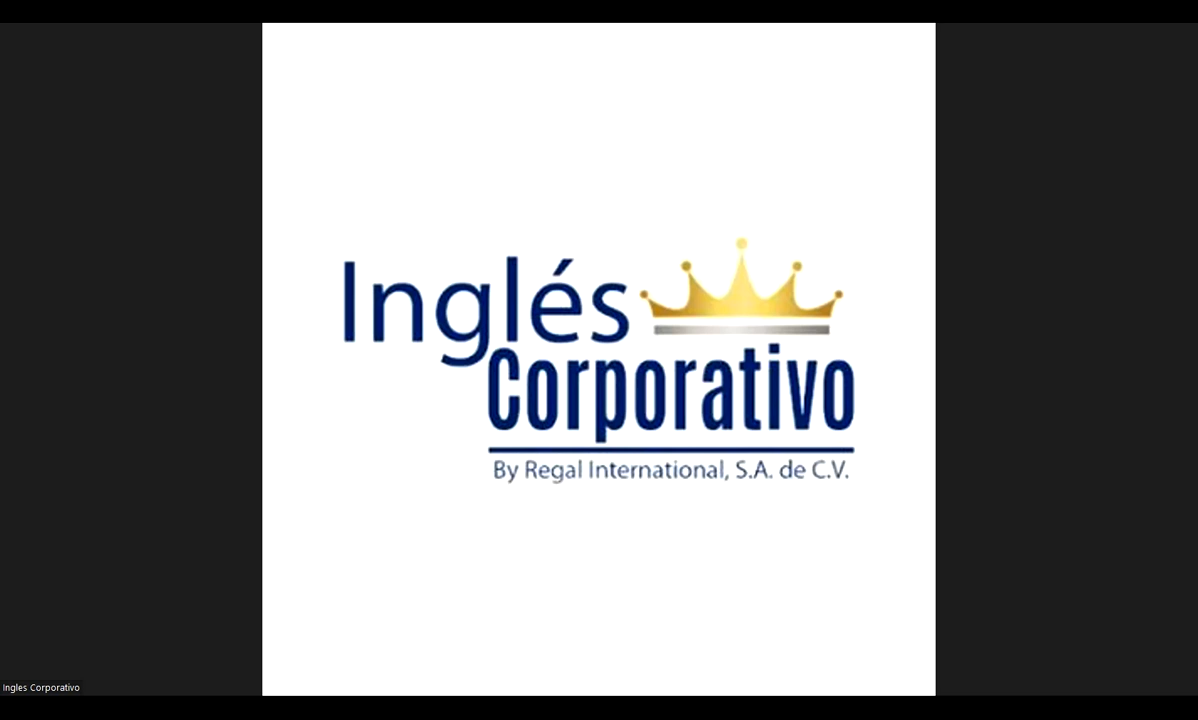 Inglés
Corporativo
By Regal International, S.A. de C.V.
Ingles Corporativo